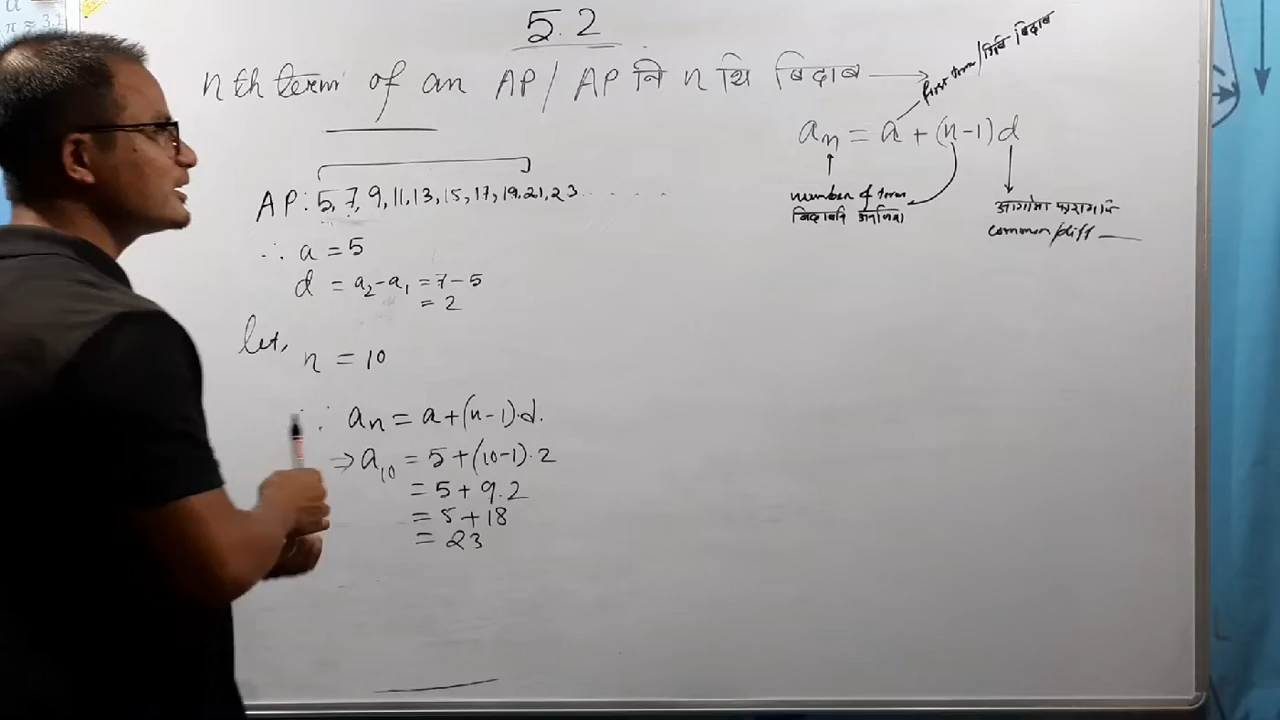 π ≈ 3.1
5.2
nth term of an AP/ AP नि n थि बिदाब
first term/
aₙ = a + (n-1)d
number of term
common/diff
AP: 5, 7, 9, 11, 13, 15, 17, 19, 21, 23.....
∴ a = 5
d = a₂-a₁ = 7-5
= 2
let,
n = 10
∴ aₙ = a+(n-1)·d.
⇒ a₁₀ = 5+(10-1)·2
= 5+9.2
= 5+18
= 23